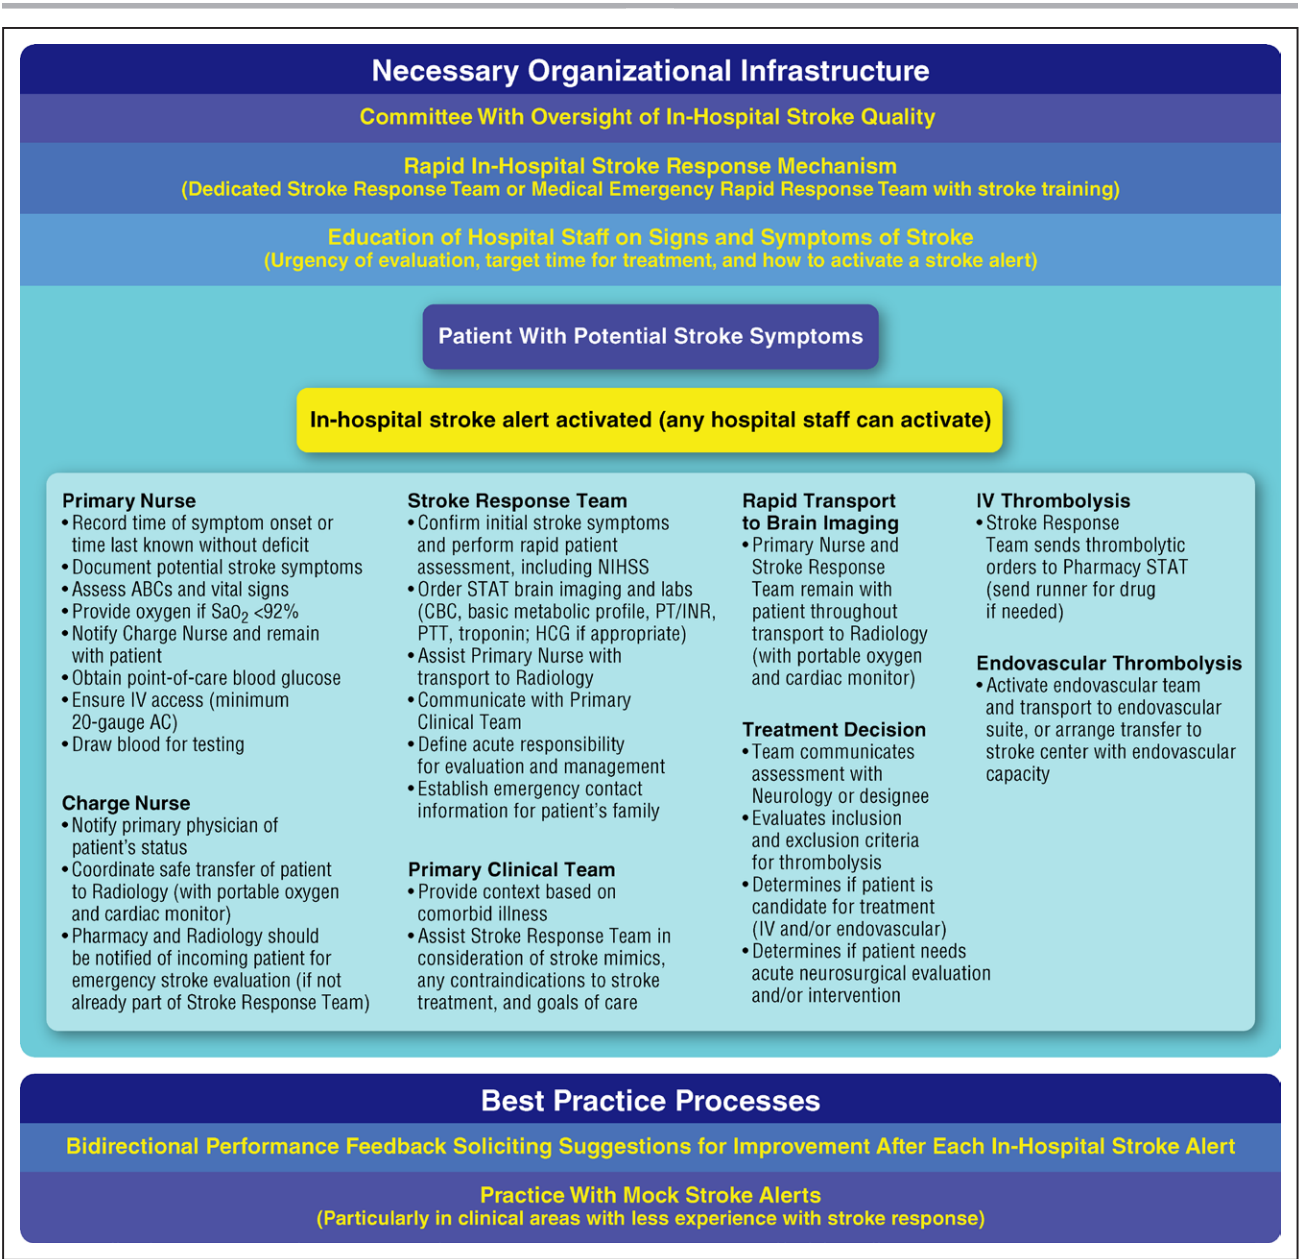 Necessary Organizational Infrastructure
Committee With Oversight of In-Hospital Stroke Quality
Rapid In-Hospital Stroke Response Mechanism
(Dedicated Stroke Response Team or Medical Emergency Rapid Response Team with stroke training)
Education of Hospital Staff on Signs and Symptoms of Stroke
(Urgency of evaluation, target time for treatment, and how to activate a stroke alert)
Patient With Potential Stroke Symptoms
In-hospital stroke alert activated (any hospital staff can activate)
Primary Nurse
• Record time of symptom onset or
time last known without deficit
• Document potential stroke symptoms
• Assess ABCs and vital signs
• Provide oxygen if SaO₂ <92%
• Notify Charge Nurse and remain
with patient
• Obtain point-of-care blood glucose
• Ensure IV access (minimum
20-gauge AC)
• Draw blood for testing
Charge Nurse
• Notify primary physician of
patient's status
• Coordinate safe transfer of patient
to Radiology (with portable oxygen
and cardiac monitor)
• Pharmacy and Radiology should
be notified of incoming patient for
emergency stroke evaluation (if not
already part of Stroke Response Team)
Stroke Response Team
• Confirm initial stroke symptoms
and perform rapid patient
assessment, including NIHSS
• Order STAT brain imaging and labs
(CBC, basic metabolic profile, PT/INR,
PTT, troponin; HCG if appropriate)
• Assist Primary Nurse with
transport to Radiology
• Communicate with Primary
Clinical Team
• Define acute responsibility
for evaluation and management
• Establish emergency contact
information for patient's family
Primary Clinical Team
• Provide context based on
comorbid illness
• Assist Stroke Response Team in
consideration of stroke mimics,
any contraindications to stroke
treatment, and goals of care
Rapid Transport
to Brain Imaging
• Primary Nurse and
Stroke Response
Team remain with
patient throughout
transport to Radiology
(with portable oxygen
and cardiac monitor)
Treatment Decision
• Team communicates
assessment with
Neurology or designee
• Evaluates inclusion
and exclusion criteria
for thrombolysis
• Determines if patient is
candidate for treatment
(IV and/or endovascular)
• Determines if patient needs
acute neurosurgical evaluation
and/or intervention
IV Thrombolysis
• Stroke Response
Team sends thrombolytic
orders to Pharmacy STAT
(send runner for drug
if needed)
Endovascular Thrombolysis
• Activate endovascular team
and transport to endovascular
suite, or arrange transfer to
stroke center with endovascular
capacity
Best Practice Processes
Bidirectional Performance Feedback Soliciting Suggestions for Improvement After Each In-Hospital Stroke Alert
Practice With Mock Stroke Alerts
(Particularly in clinical areas with less experience with stroke response)